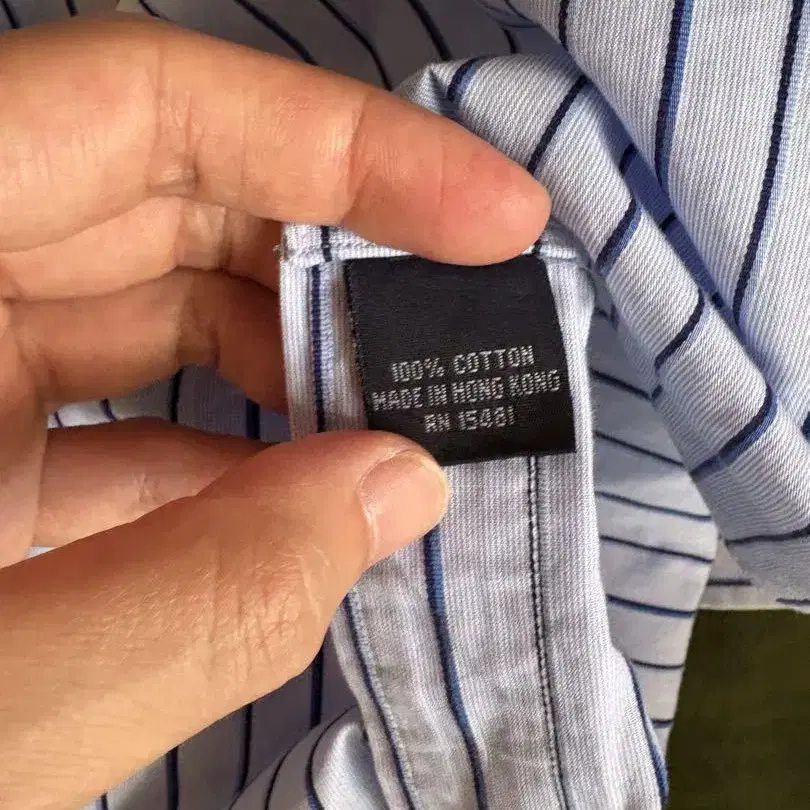 100% COTTON
MADE IN HONG KONG
RN 15481